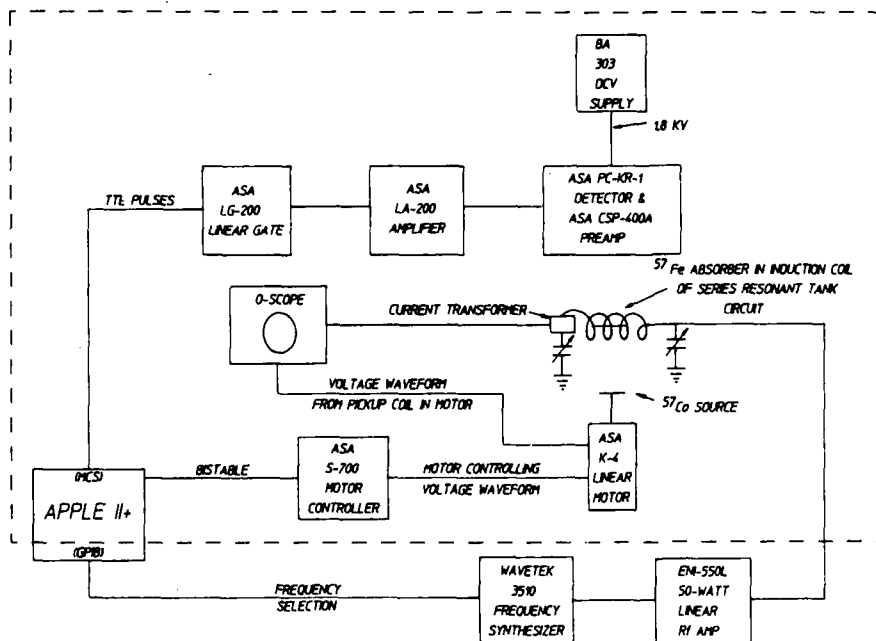 BA
303
DCV
SUPPLY
1.8 KV
TTL PULSES
ASA
LG-200
LINEAR GATE
ASA
LA-200
AMPLIFIER
ASA PC-KR-1
DETECTOR &
ASA CSP-400A
PREAMP
57Fe ABSORBER IN INDUCTION COIL
OF SERIES RESONANT TANK
CIRCUIT
O-SCOPE
CURRENT TRANSFORMER
VOLTAGE WAVEFORM
FROM PICKUP COIL IN MOTOR
57Co SOURCE
(MCS)
APPLE II+
(GPIB)
BISTABLE
ASA
S-700
MOTOR
CONTROLLER
MOTOR CONTROLLING
VOLTAGE WAVEFORM
ASA
K-4
LINEAR
MOTOR
FREQUENCY
SELECTION
WAVETEK
3510
FREQUENCY
SYNTHESIZER
ENI-550L
50-WATT
LINEAR
Rf AMP